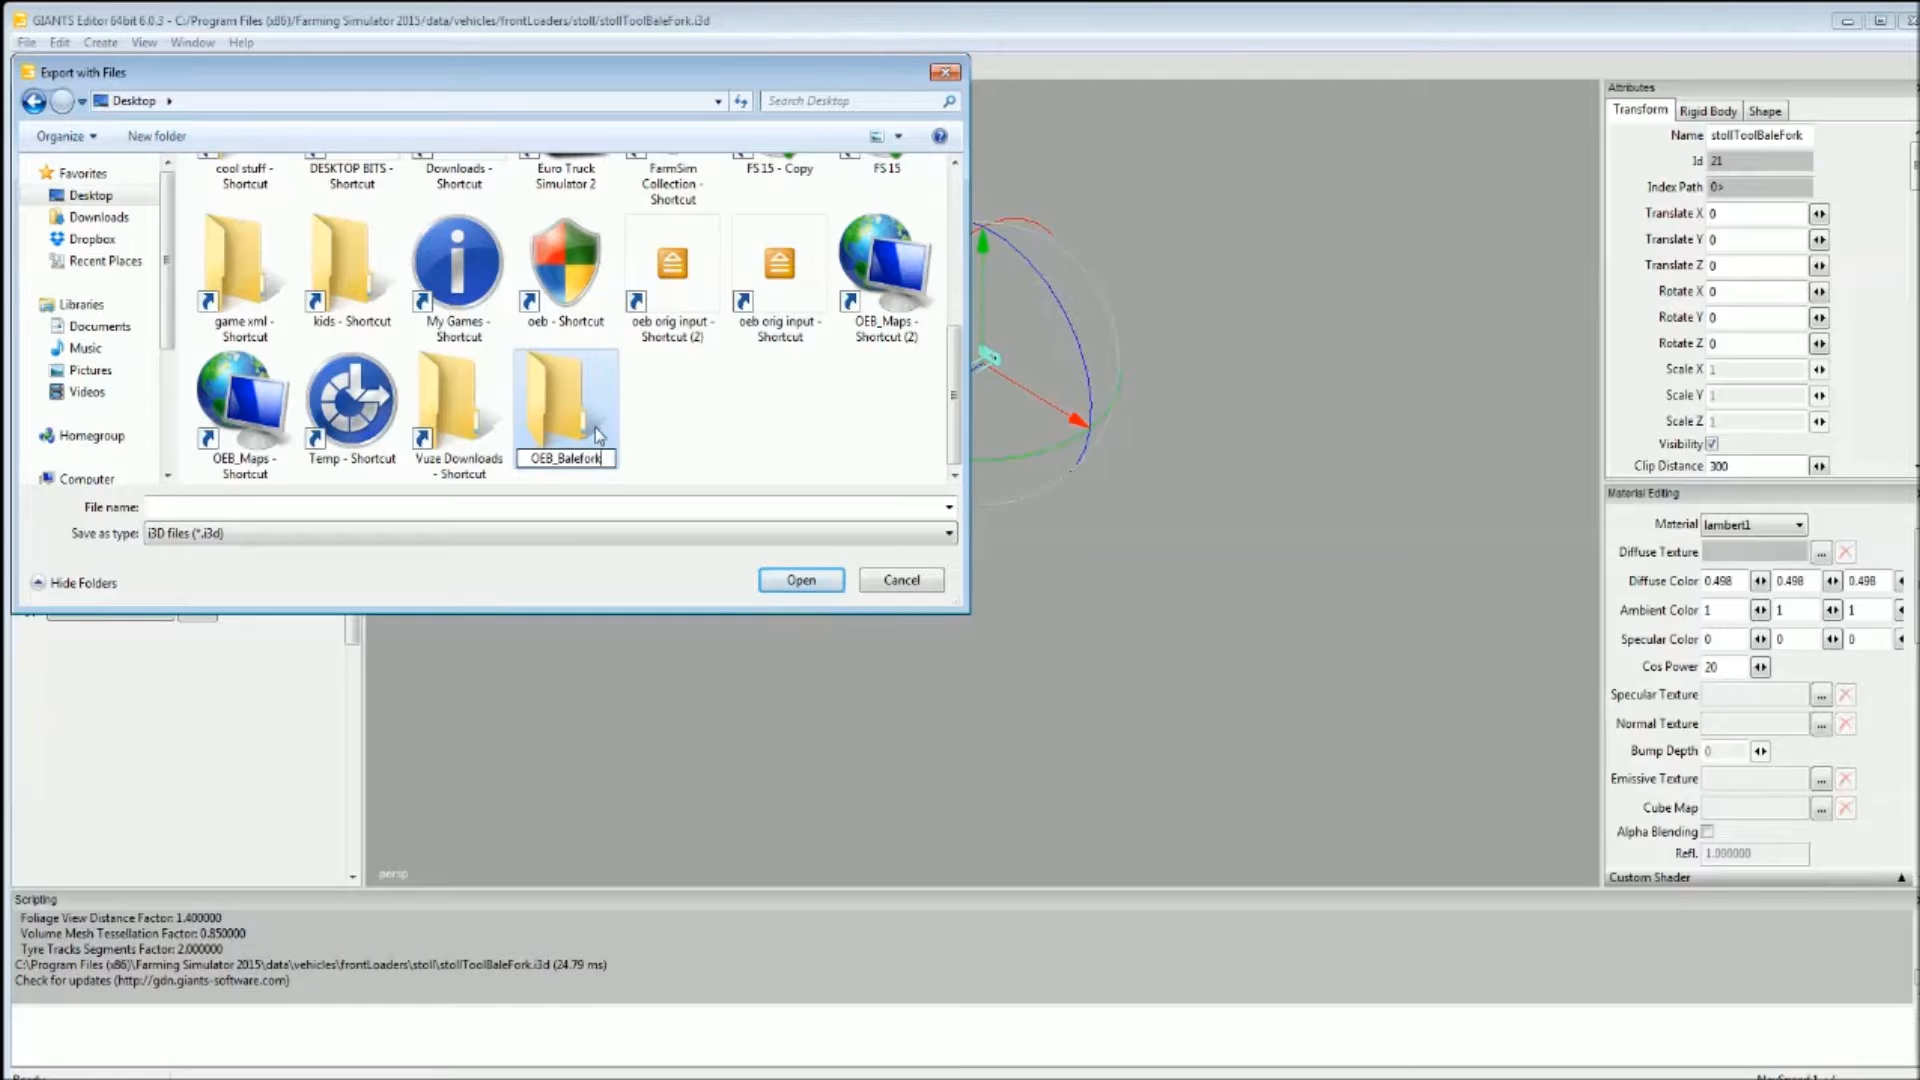 GIANTS Editor 64bit 6.0.3 - C:/Program Files (x86)/Farming Simulator 2015/data/vehicles/frontLoaders/stoll/stollToolBaleFork.i3d
File Edit Create View Window Help
Export with Files
Desktop
Search Desktop
Organize
New folder
Favorites
Desktop
Downloads
Dropbox
Recent Places
Libraries
Documents
Music
Pictures
Videos
Homegroup
Computer
cool stuff - Shortcut
DESKTOP BITS - Shortcut
Downloads - Shortcut
Euro Truck Simulator 2
FarmSim Collection - Shortcut
FS15 - Copy
FS15
game xml - Shortcut
kids - Shortcut
My Games - Shortcut
oeb - Shortcut
oeb orig input - Shortcut (2)
oeb orig input - Shortcut
OEB_Maps - Shortcut (2)
OEB_Maps - Shortcut
Temp - Shortcut
Vuze Downloads - Shortcut
OEB_Balefork
File name:
Save as type: i3D files (*.i3d)
Hide Folders
Open
Cancel
persp
Attributes
Transform Rigid Body Shape
Name stollToolBaleFork
Id 21
Index Path 0>
Translate X 0
Translate Y 0
Translate Z 0
Rotate X 0
Rotate Y 0
Rotate Z 0
Scale X 1
Scale Y 1
Scale Z 1
Visibility
Clip Distance 300
Material Editing
Material lambert1
Diffuse Texture ...
Diffuse Color 0.498 0.498 0.498
Ambient Color 1 1 1
Specular Color 0 0 0
Cos Power 20
Specular Texture ...
Normal Texture ...
Bump Depth 0
Emissive Texture ...
Cube Map ...
Alpha Blending
Refl. 1.000000
Custom Shader
Scripting
Foliage View Distance Factor: 1.400000
Volume Mesh Tessellation Factor: 0.850000
Tyre Tracks Segments Factor: 2.000000
C:\Program Files (x86)\Farming Simulator 2015\data\vehicles\frontLoaders\stoll\stollToolBaleFork.i3d (24.79 ms)
Check for updates (http://gdn.giants-software.com)